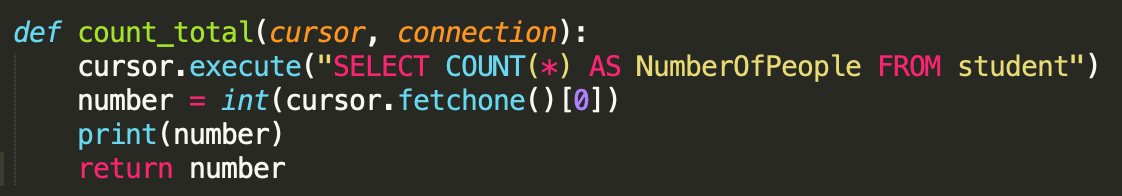 def count_total(cursor, connection):
    cursor.execute("SELECT COUNT(*) AS NumberOfPeople FROM student")
    number = int(cursor.fetchone()[0])
    print(number)
    return number